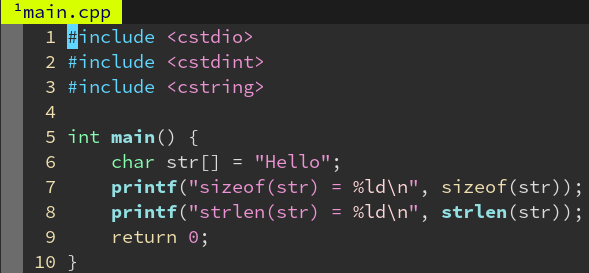 ¹main.cpp
1 #include <cstdio>
2 #include <cstdint>
3 #include <cstring>
4
5 int main() {
6     char str[] = "Hello";
7     printf("sizeof(str) = %ld\n", sizeof(str));
8     printf("strlen(str) = %ld\n", strlen(str));
9     return 0;
10 }